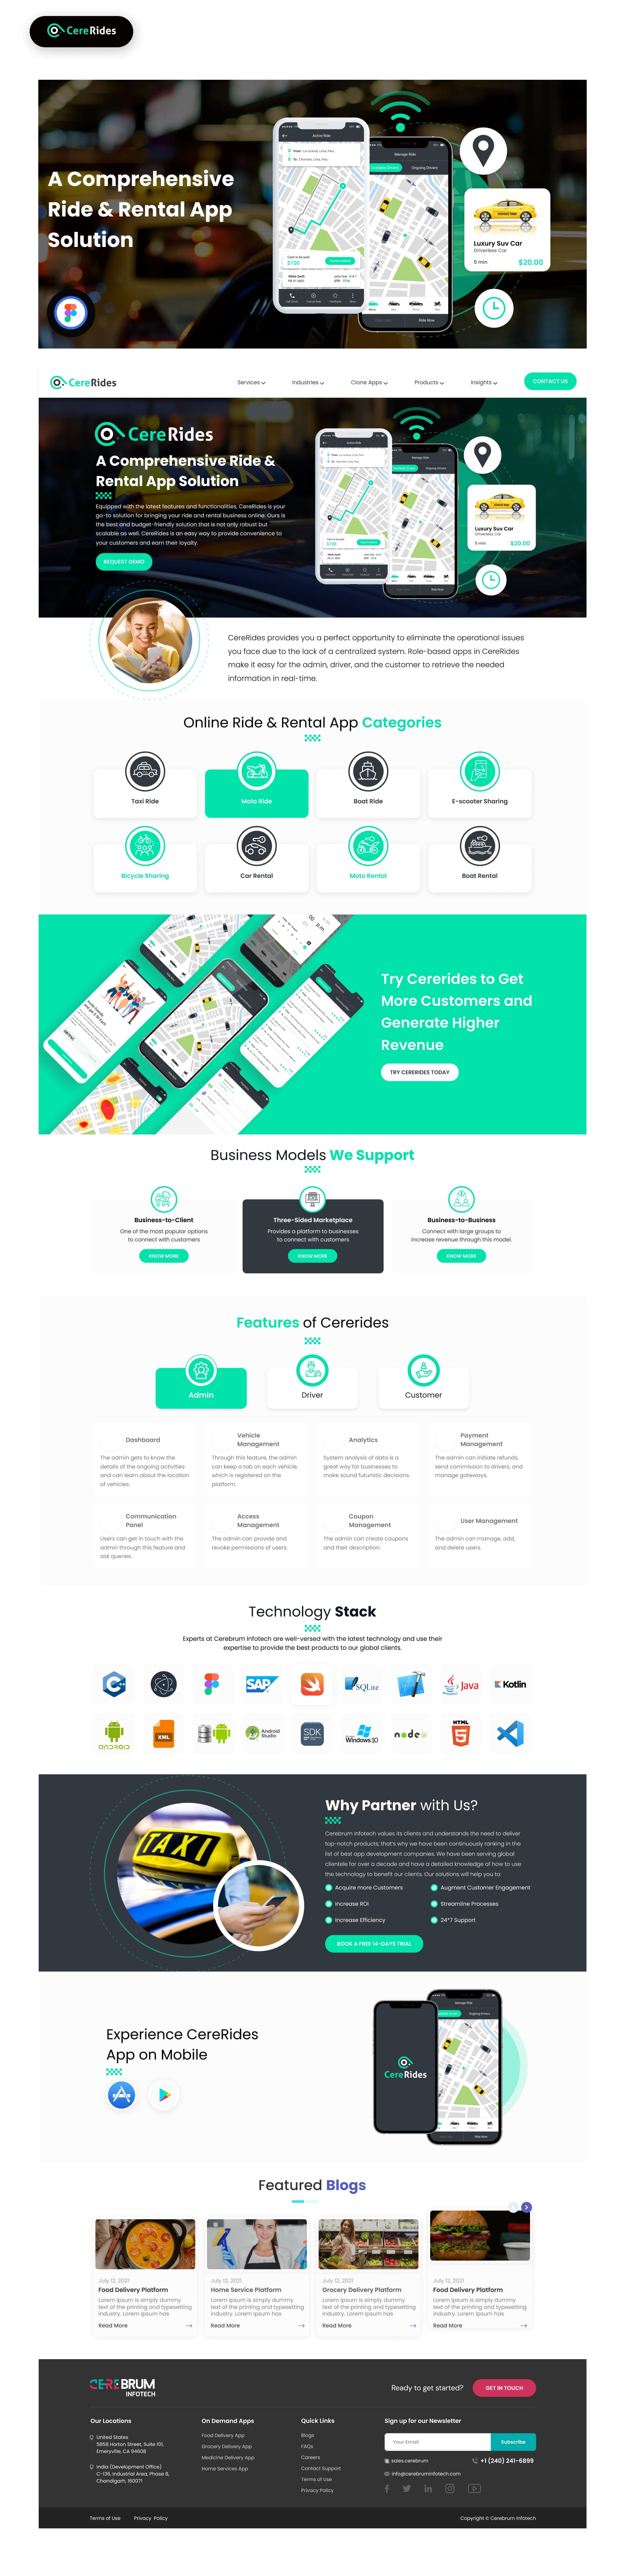 CereRides
A Comprehensive
Ride & Rental App
Solution
Active Ride
Manage Ride
Ongoing Drivers
Luxury Suv Car
Driverless Car
5 min $20.00
$100
Ride Now
CereRides
Services
Industries
Clone Apps
Products
Insights
CONTACT US
CereRides
A Comprehensive Ride &
Rental App Solution
Equipped with the latest features and functionalities, CereRides is your
go-to solution for bringing your ride and rental business online. Ours is
the best and budget-friendly solution that is not only robust but
scalable as well. CereRides is an easy way to provide convenience to
your customers and earn their loyalty.
REQUEST DEMO
Active Ride
Manage Ride
Ongoing Drivers
Luxury Suv Car
Driverless Car
5 min $20.00
CereRides provides you a perfect opportunity to eliminate the operational issues
you face due to the lack of a centralized system. Role-based apps in CereRides
make it easy for the admin, driver, and the customer to retrieve the needed
information in real-time.
Online Ride & Rental App Categories
Taxi Ride
Moto Ride
Boat Ride
E-scooter Sharing
Bicycle Sharing
Car Rental
Moto Rental
Boat Rental
Try Cererides to Get
More Customers and
Generate Higher
Revenue
TRY CERERIDES TODAY
Business Models We Support
Business-to-Client
One of the most popular options
to connect with customers
KNOW MORE
Three-Sided Marketplace
Provides a platform to businesses
to connect with customers
KNOW MORE
Business-to-Business
Connect with large groups to
increase revenue through this model.
KNOW MORE
Features of Cererides
Admin
Driver
Customer
Dashboard
The admin gets to know the
details of the ongoing activities
and can learn about the location
of vehicles.
Vehicle
Management
Through this feature, the admin
can keep a tab on each vehicle,
which is registered on the
platform.
Analytics
System analysis of data is a
great way for businesses to
make sound futuristic decisions.
Payment
Management
The admin can initiate refunds,
send commission to drivers, and
manage gateways.
Communication
Panel
Users can get in touch with the
admin through this feature and
ask queries.
Access
Management
The admin can provide and
revoke permissions of users.
Coupon
Management
The admin can create coupons
and their description.
User Management
The admin can manage, add,
and delete users.
Technology Stack
Experts at Cerebrum Infotech are well-versed with the latest technology and use their
expertise to provide the best products to our global clients.
C++
SAP
SQLite
Java
Kotlin
ANDROID
XML
Android
Studio
SDK
Windows 10
node
HTML
5
TAXI
Why Partner with Us?
Cerebrum Infotech values its clients and understands the need to deliver
top-notch products; that's why we have been continuously ranking in the
list of best app development companies. We have been serving global
clientele for over a decade and have a detailed knowledge of how to use
the technology to benefit our clients. Our solutions will help you to:
Acquire more Customers
Augment Customer Engagement
Increase ROI
Streamline Processes
Increase Efficiency
24*7 Support
BOOK A FREE 14-DAYS TRIAL
Experience CereRides
App on Mobile
CereRides
Manage Ride
Ongoing Drivers
Featured Blogs
July 12, 2021
Food Delivery Platform
Lorem Ipsum is simply dummy
text of the printing and typesetting
industry. Lorem Ipsum has
Read More
July 12, 2021
Home Service Platform
Lorem Ipsum is simply dummy
text of the printing and typesetting
industry. Lorem Ipsum has
Read More
July 12, 2021
Grocery Delivery Platform
Lorem Ipsum is simply dummy
text of the printing and typesetting
industry. Lorem Ipsum has
Read More
July 12, 2021
Food Delivery Platform
Lorem Ipsum is simply dummy
text of the printing and typesetting
industry. Lorem Ipsum has
Read More
CEREBRUM
INFOTECH
Ready to get started?
GET IN TOUCH
Our Locations
United States
5858 Horton Street, Suite 101,
Emeryville, CA 94608
India (Development Office)
C-136, Industrial Area, Phase 8,
Chandigarh, 160071
On Demand Apps
Food Delivery App
Grocery Delivery App
Medicine Delivery App
Home Services App
Quick Links
Blogs
FAQs
Careers
Contact Support
Terms of Use
Privacy Policy
Sign up for our Newsletter
Your Email
Subscribe
sales.cerebrum
+1 (240) 241-6899
info@cerebruminfotech.com
Terms of Use
Privacy Policy
Copyright © Cerebrum infotech